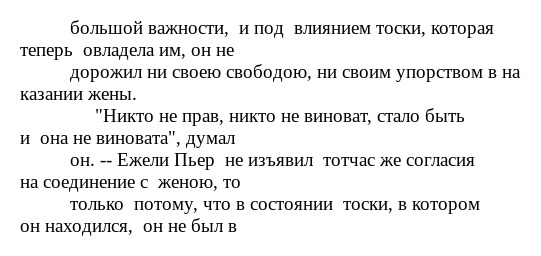 большой важности, и под влиянием тоски, которая
теперь овладела им, он не
дорожил ни своею свободою, ни своим упорством в на
казании жены.
"Никто не прав, никто не виноват, стало быть
и она не виновата", думал
он. -- Ежели Пьер не изъявил тотчас же согласия
на соединение с женою, то
только потому, что в состоянии тоски, в котором
он находился, он не был в